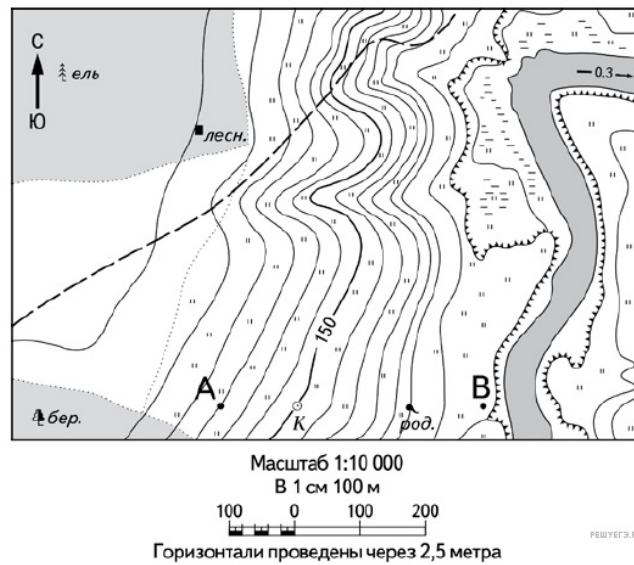 С
ель
Ю
0.3
лесн.
150
А
В
К
род.
бер.
Масштаб 1:10 000
В 1 см 100 м
100 0 100 200
Горизонтали проведены через 2,5 метра